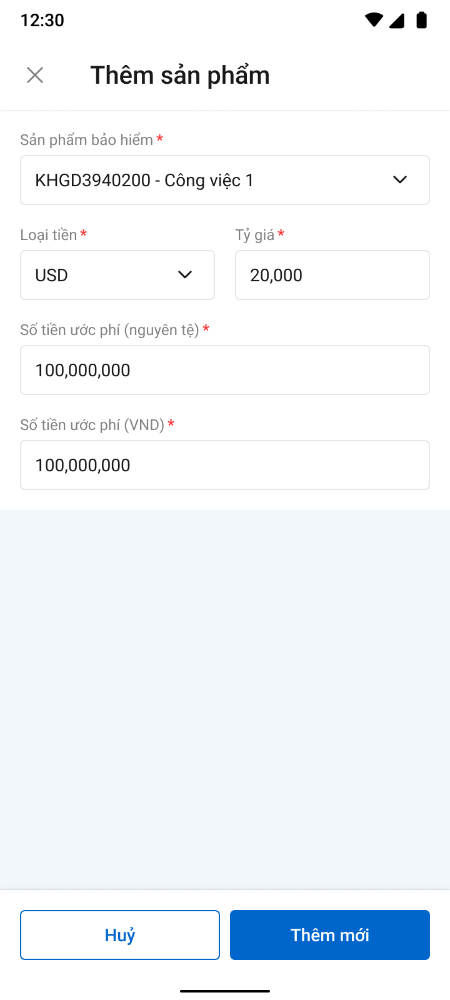 12:30
Thêm sản phẩm
Sản phẩm bảo hiểm *
KHGD3940200 - Công việc 1
Loại tiền *
Tỷ giá *
USD
20,000
Số tiền ước phí (nguyên tệ) *
100,000,000
Số tiền ước phí (VND) *
100,000,000
Huỷ
Thêm mới